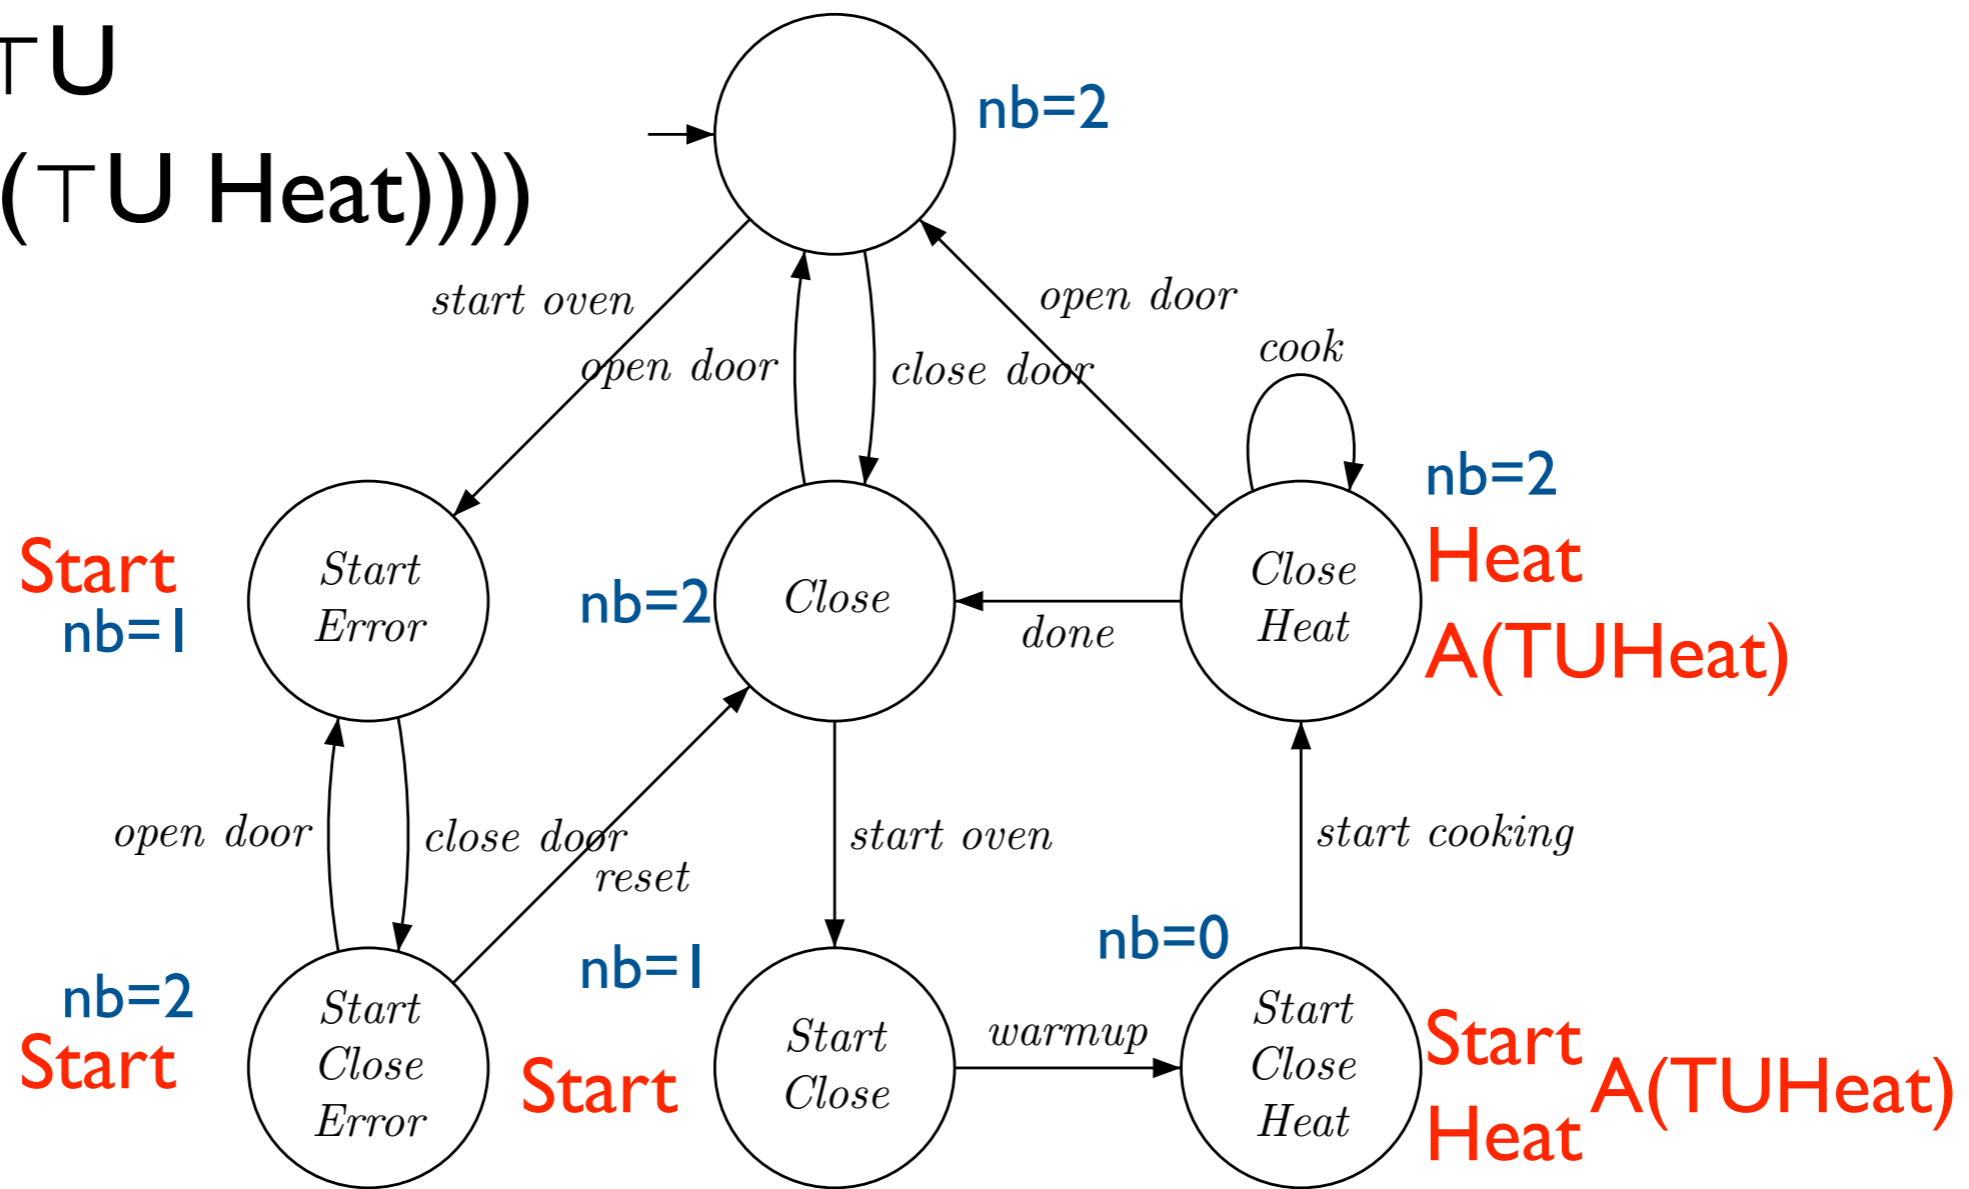 ⊤U
(⊤U Heat))))
nb=2
start oven
open door
open door
close door
cook
nb=2
Heat
A(TUHeat)
Start
nb=1
Start
Error
nb=2
Close
Close
Heat
done
open door
close door
reset
start oven
start cooking
nb=2
Start
Start
Close
Error
nb=1
Start
Start
Close
warmup
nb=0
Start
Close
Heat
Start
Heat
A(TUHeat)